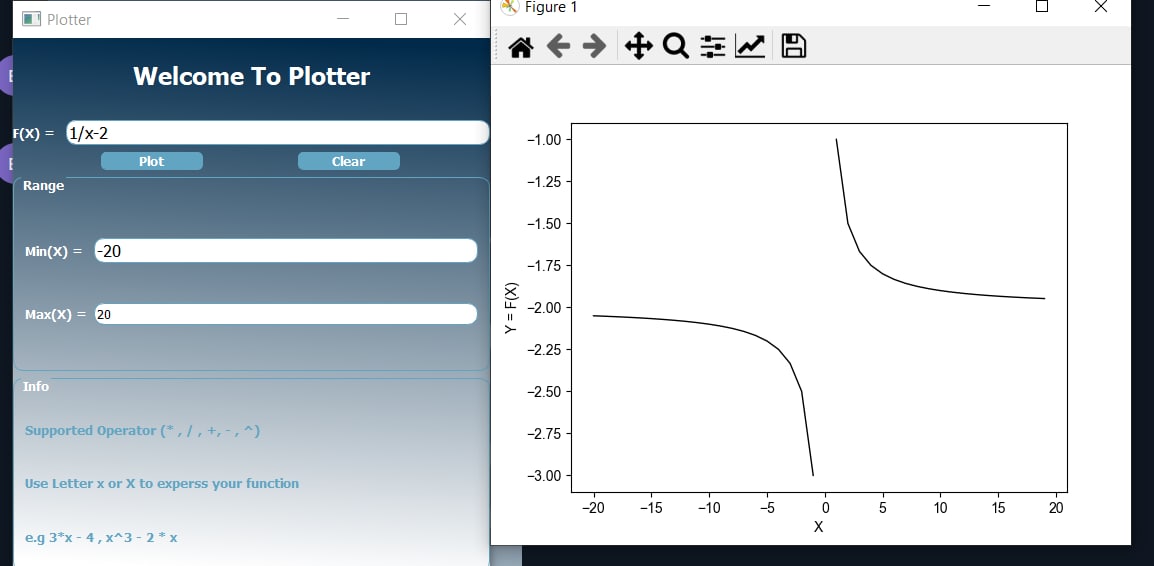 Plotter
Welcome To Plotter
F(X) = 1/x-2
Plot Clear
Range
Min(X) = -20
Max(X) = 20
Info
Supported Operator (* , / , +, - , ^)
Use Letter x or X to experss your function
e.g 3*x - 4 , x^3 - 2 * x
Figure 1
−1.00
−1.25
−1.50
−1.75
−2.00
−2.25
−2.50
−2.75
−3.00
Y = F(X)
−20 −15 −10 −5 0 5 10 15 20
X